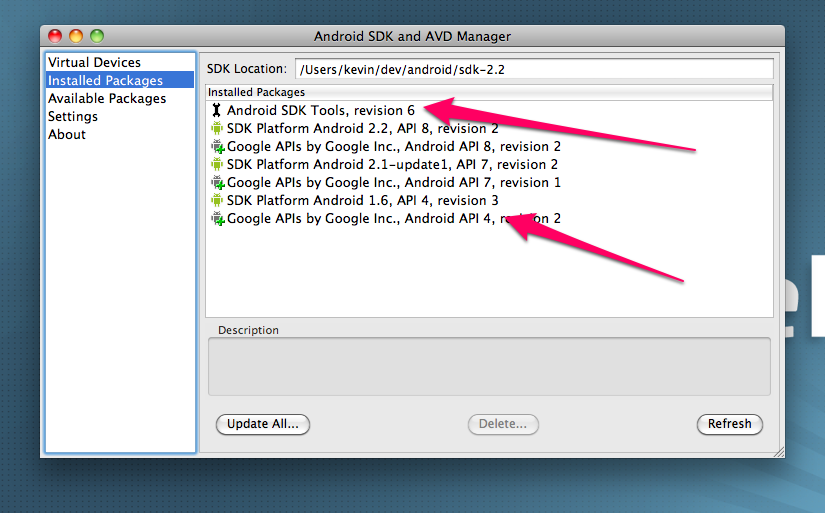 Android SDK and AVD Manager
Virtual Devices
Installed Packages
Available Packages
Settings
About
SDK Location: /Users/kevin/dev/android/sdk-2.2
Installed Packages
Android SDK Tools, revision 6
SDK Platform Android 2.2, API 8, revision 2
Google APIs by Google Inc., Android API 8, revision 2
SDK Platform Android 2.1-update1, API 7, revision 2
Google APIs by Google Inc., Android API 7, revision 1
SDK Platform Android 1.6, API 4, revision 3
Google APIs by Google Inc., Android API 4, revision 2
Description
Update All... Delete... Refresh